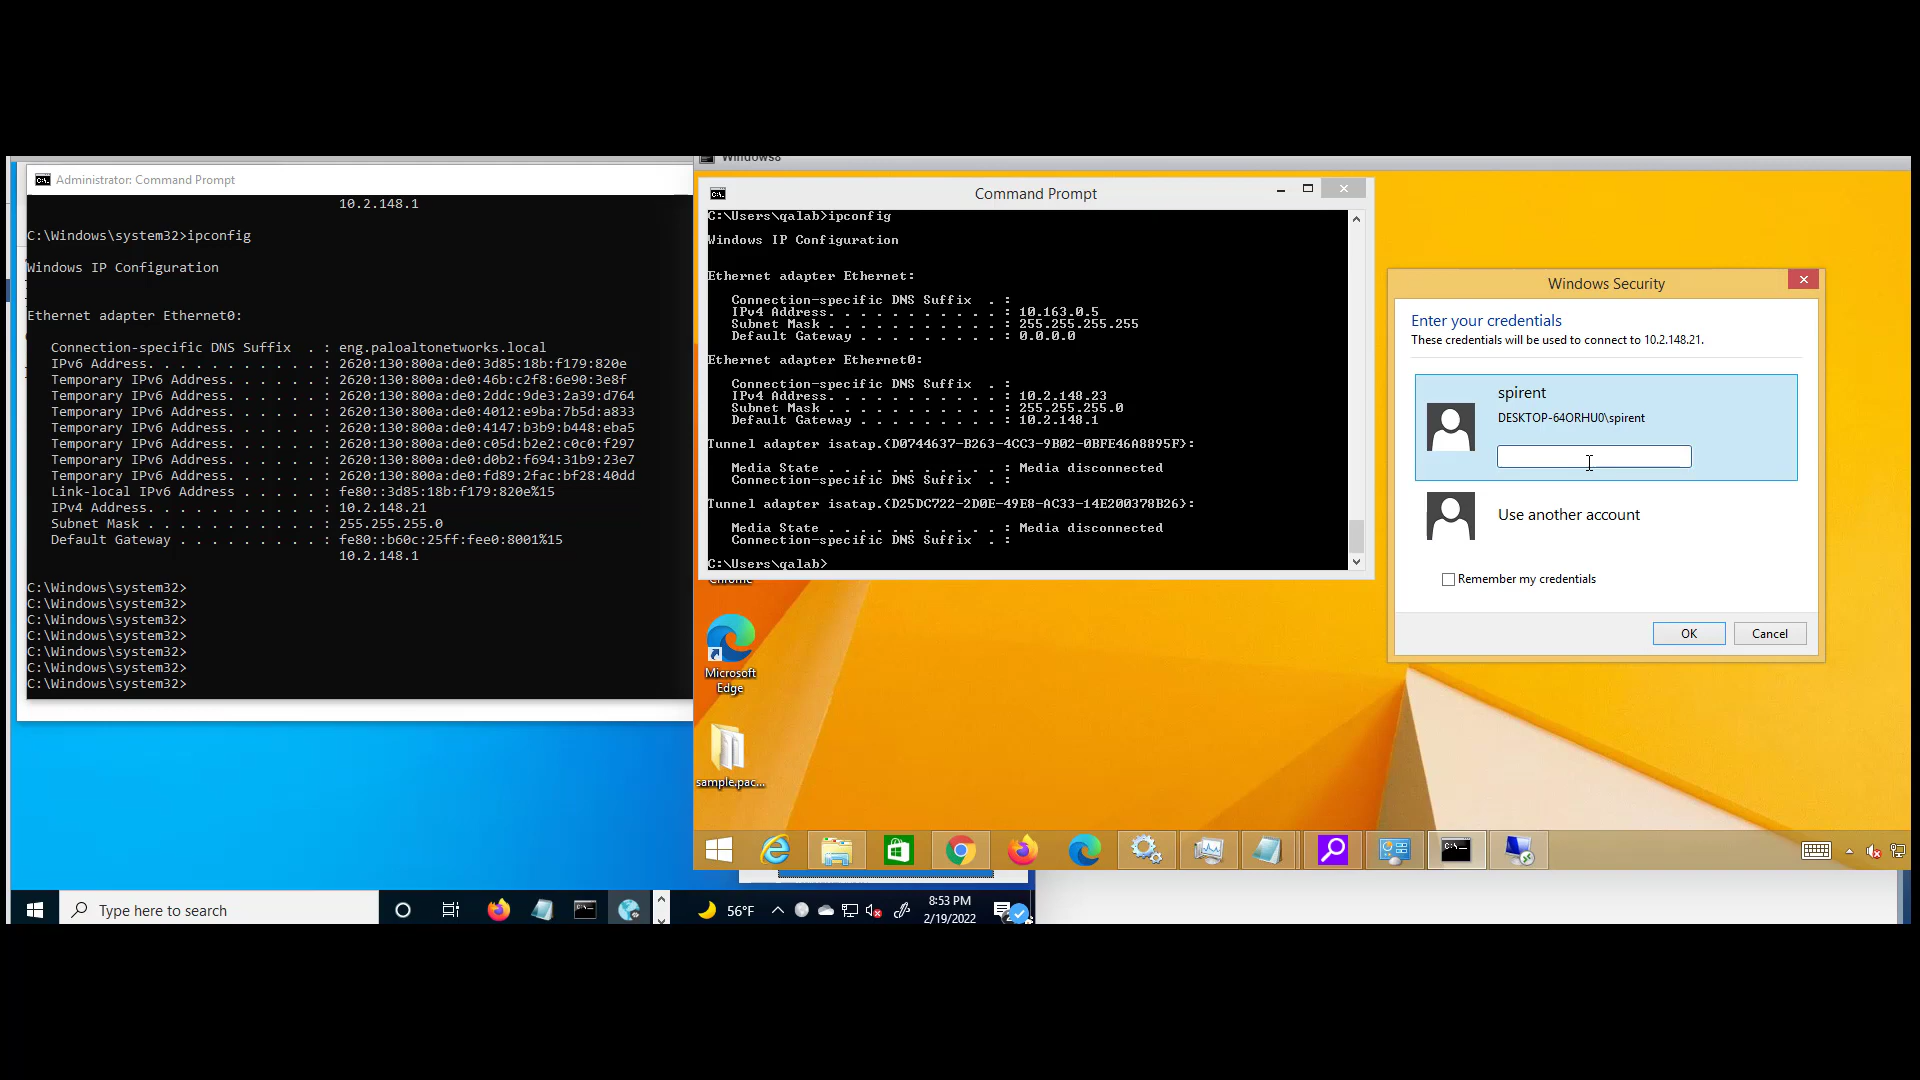 Administrator: Command Prompt
10.2.148.1
C:\Windows\system32>ipconfig
Windows IP Configuration
Ethernet adapter Ethernet0:
Connection-specific DNS Suffix . : eng.paloaltonetworks.local
IPv6 Address. . . . . . . . . . . : 2620:130:800a:de0:3d85:18b:f179:820e
Temporary IPv6 Address. . . . . . : 2620:130:800a:de0:46b:c2f8:6e90:3e8f
Temporary IPv6 Address. . . . . . : 2620:130:800a:de0:2ddc:9de3:2a39:d764
Temporary IPv6 Address. . . . . . : 2620:130:800a:de0:4012:e9ba:7b5d:a833
Temporary IPv6 Address. . . . . . : 2620:130:800a:de0:4147:b3b9:b448:eba5
Temporary IPv6 Address. . . . . . : 2620:130:800a:de0:c05d:b2e2:c0c0:f297
Temporary IPv6 Address. . . . . . : 2620:130:800a:de0:d0b2:f694:31b9:23e7
Temporary IPv6 Address. . . . . . : 2620:130:800a:de0:fd89:2fac:bf28:40dd
Link-local IPv6 Address . . . . . : fe80::3d85:18b:f179:820e%15
IPv4 Address. . . . . . . . . . . : 10.2.148.21
Subnet Mask . . . . . . . . . . . : 255.255.255.0
Default Gateway . . . . . . . . . : fe80::b60c:25ff:fee0:8001%15
10.2.148.1
C:\Windows\system32>
C:\Windows\system32>
C:\Windows\system32>
C:\Windows\system32>
C:\Windows\system32>
C:\Windows\system32>
C:\Windows\system32>
Windows8
Command Prompt
C:\Users\qalab>ipconfig
Windows IP Configuration
Ethernet adapter Ethernet:
Connection-specific DNS Suffix . :
IPv4 Address. . . . . . . . . . . : 10.163.0.5
Subnet Mask . . . . . . . . . . . : 255.255.255.255
Default Gateway . . . . . . . . . : 0.0.0.0
Ethernet adapter Ethernet0:
Connection-specific DNS Suffix . :
IPv4 Address. . . . . . . . . . . : 10.2.148.23
Subnet Mask . . . . . . . . . . . : 255.255.255.0
Default Gateway . . . . . . . . . : 10.2.148.1
Tunnel adapter isatap.{D0744637-B263-4CC3-9B02-0BFE46A8895F}:
Media State . . . . . . . . . . . : Media disconnected
Connection-specific DNS Suffix . :
Tunnel adapter isatap.{D25DC722-2D0E-49E8-AC33-14E200378B26}:
Media State . . . . . . . . . . . : Media disconnected
Connection-specific DNS Suffix . :
C:\Users\qalab>
Chrome
Microsoft
Edge
sample.pac...
Windows Security
Enter your credentials
These credentials will be used to connect to 10.2.148.21.
spirent
DESKTOP-64ORHU0\spirent
Use another account
Remember my credentials
OK
Cancel
Type here to search
56°F
8:53 PM
2/19/2022